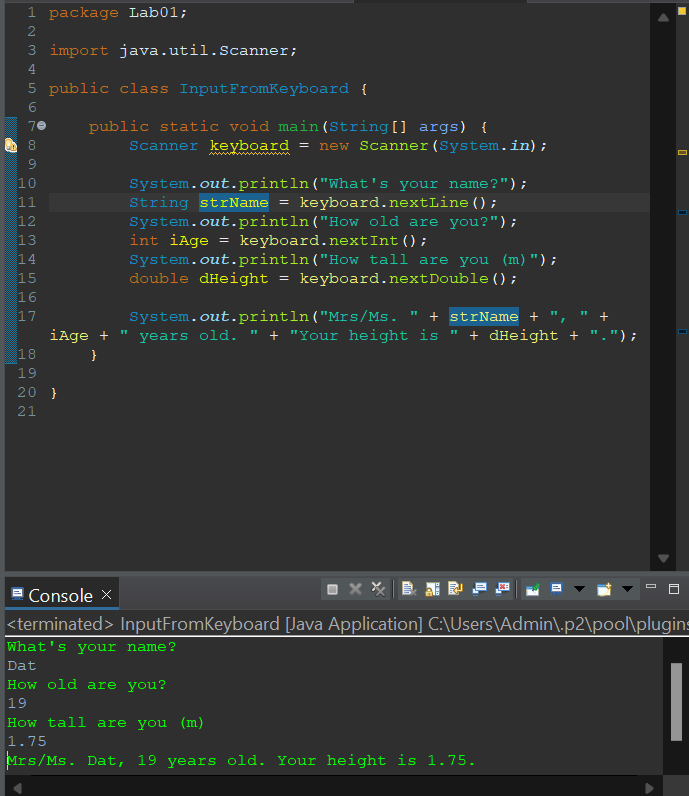 1 package Lab01;
2
3 import java.util.Scanner;
4
5 public class InputFromKeyboard {
6
7 public static void main(String[] args) {
8 Scanner keyboard = new Scanner(System.in);
9
10 System.out.println("What's your name?");
11 String strName = keyboard.nextLine();
12 System.out.println("How old are you?");
13 int iAge = keyboard.nextInt();
14 System.out.println("How tall are you (m)");
15 double dHeight = keyboard.nextDouble();
16
17 System.out.println("Mrs/Ms. " + strName + ", " +
iAge + " years old. " + "Your height is " + dHeight + ".");
18 }
19
20 }
21
Console
<terminated> InputFromKeyboard [Java Application] C:\Users\Admin\.p2\pool\plugins
What's your name?
Dat
How old are you?
19
How tall are you (m)
1.75
Mrs/Ms. Dat, 19 years old. Your height is 1.75.